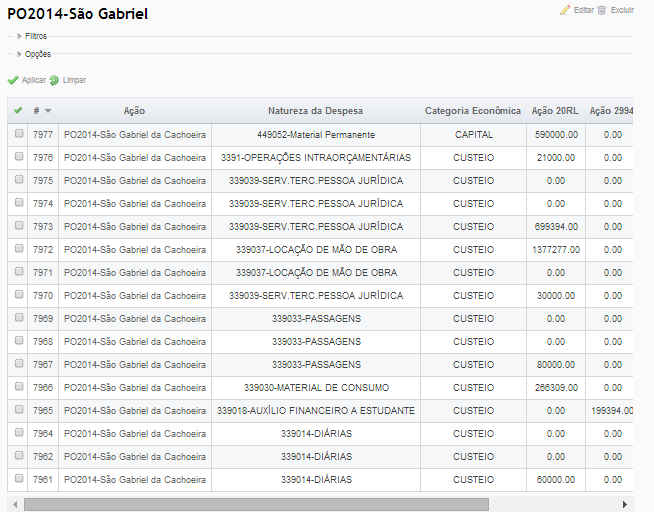 PO2014-São Gabriel
Editar Excluir
Filtros
Opções
Aplicar Limpar
# Ação Natureza da Despesa Categoria Econômica Ação 20RL Ação 2994
7977 PO2014-São Gabriel da Cachoeira 449052-Material Permanente CAPITAL 590000.00 0.00
7976 PO2014-São Gabriel da Cachoeira 3391-OPERAÇÕES INTRAORÇAMENTÁRIAS CUSTEIO 21000.00 0.00
7975 PO2014-São Gabriel da Cachoeira 339039-SERV.TERC.PESSOA JURÍDICA CUSTEIO 0.00 0.00
7974 PO2014-São Gabriel da Cachoeira 339039-SERV.TERC.PESSOA JURÍDICA CUSTEIO 0.00 0.00
7973 PO2014-São Gabriel da Cachoeira 339039-SERV.TERC.PESSOA JURÍDICA CUSTEIO 699394.00 0.00
7972 PO2014-São Gabriel da Cachoeira 339037-LOCAÇÃO DE MÃO DE OBRA CUSTEIO 1377277.00 0.00
7971 PO2014-São Gabriel da Cachoeira 339037-LOCAÇÃO DE MÃO DE OBRA CUSTEIO 0.00 0.00
7970 PO2014-São Gabriel da Cachoeira 339039-SERV.TERC.PESSOA JURÍDICA CUSTEIO 30000.00 0.00
7969 PO2014-São Gabriel da Cachoeira 339033-PASSAGENS CUSTEIO 0.00 0.00
7968 PO2014-São Gabriel da Cachoeira 339033-PASSAGENS CUSTEIO 0.00 0.00
7967 PO2014-São Gabriel da Cachoeira 339033-PASSAGENS CUSTEIO 80000.00 0.00
7966 PO2014-São Gabriel da Cachoeira 339030-MATERIAL DE CONSUMO CUSTEIO 266309.00 0.00
7965 PO2014-São Gabriel da Cachoeira 339018-AUXÍLIO FINANCEIRO A ESTUDANTE CUSTEIO 0.00 199394.00
7964 PO2014-São Gabriel da Cachoeira 339014-DIÁRIAS CUSTEIO 0.00 0.00
7962 PO2014-São Gabriel da Cachoeira 339014-DIÁRIAS CUSTEIO 0.00 0.00
7961 PO2014-São Gabriel da Cachoeira 339014-DIÁRIAS CUSTEIO 60000.00 0.00